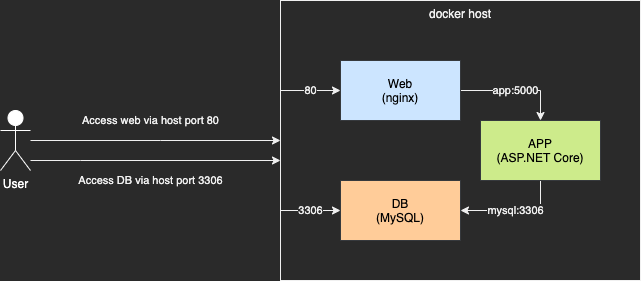 docker host
Web
(nginx)
80
app:5000
Access web via host port 80
APP
(ASP.NET Core)
Access DB via host port 3306
User
DB
(MySQL)
3306
mysql:3306